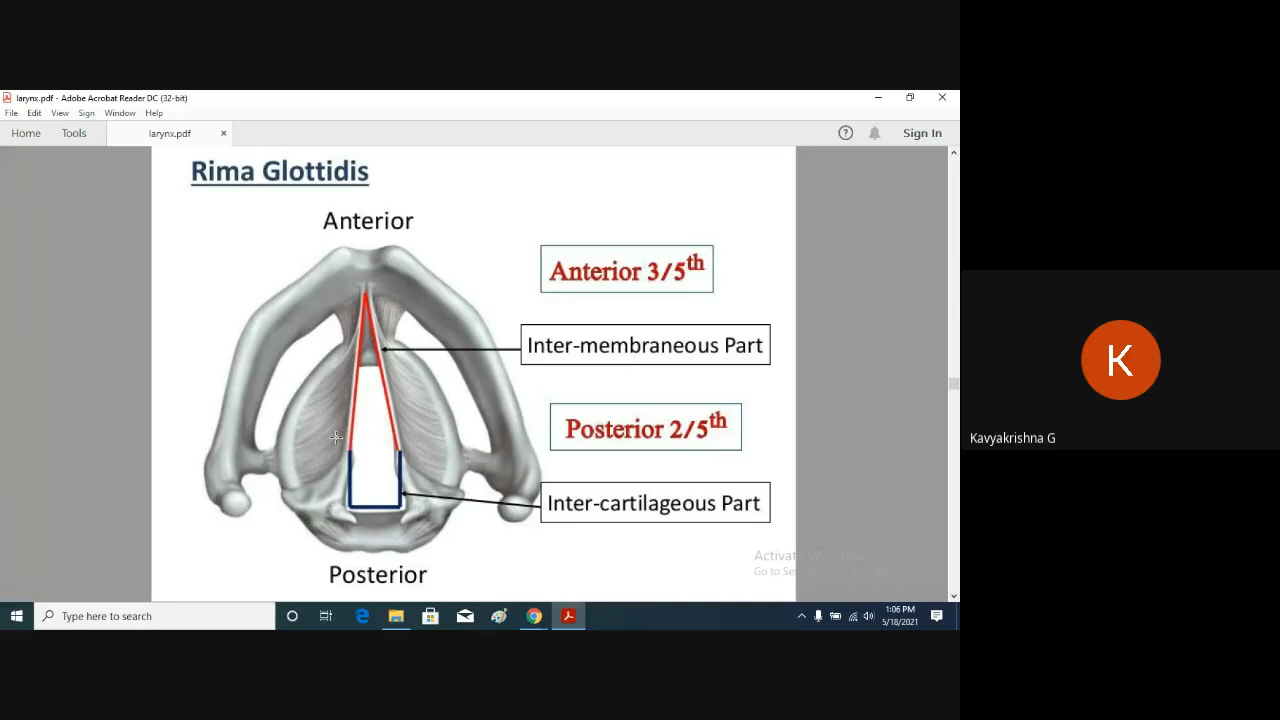 larynx.pdf - Adobe Acrobat Reader DC (32-bit)
File Edit View Sign Window Help
Home Tools larynx.pdf × ? Sign In
Rima Glottidis
Anterior
Anterior 3/5th
Inter-membraneous Part
Posterior 2/5th
Inter-cartilageous Part
Posterior
Activate Windows
Go to
K
Kavyakrishna G
Type here to search
1:06 PM
5/18/2021